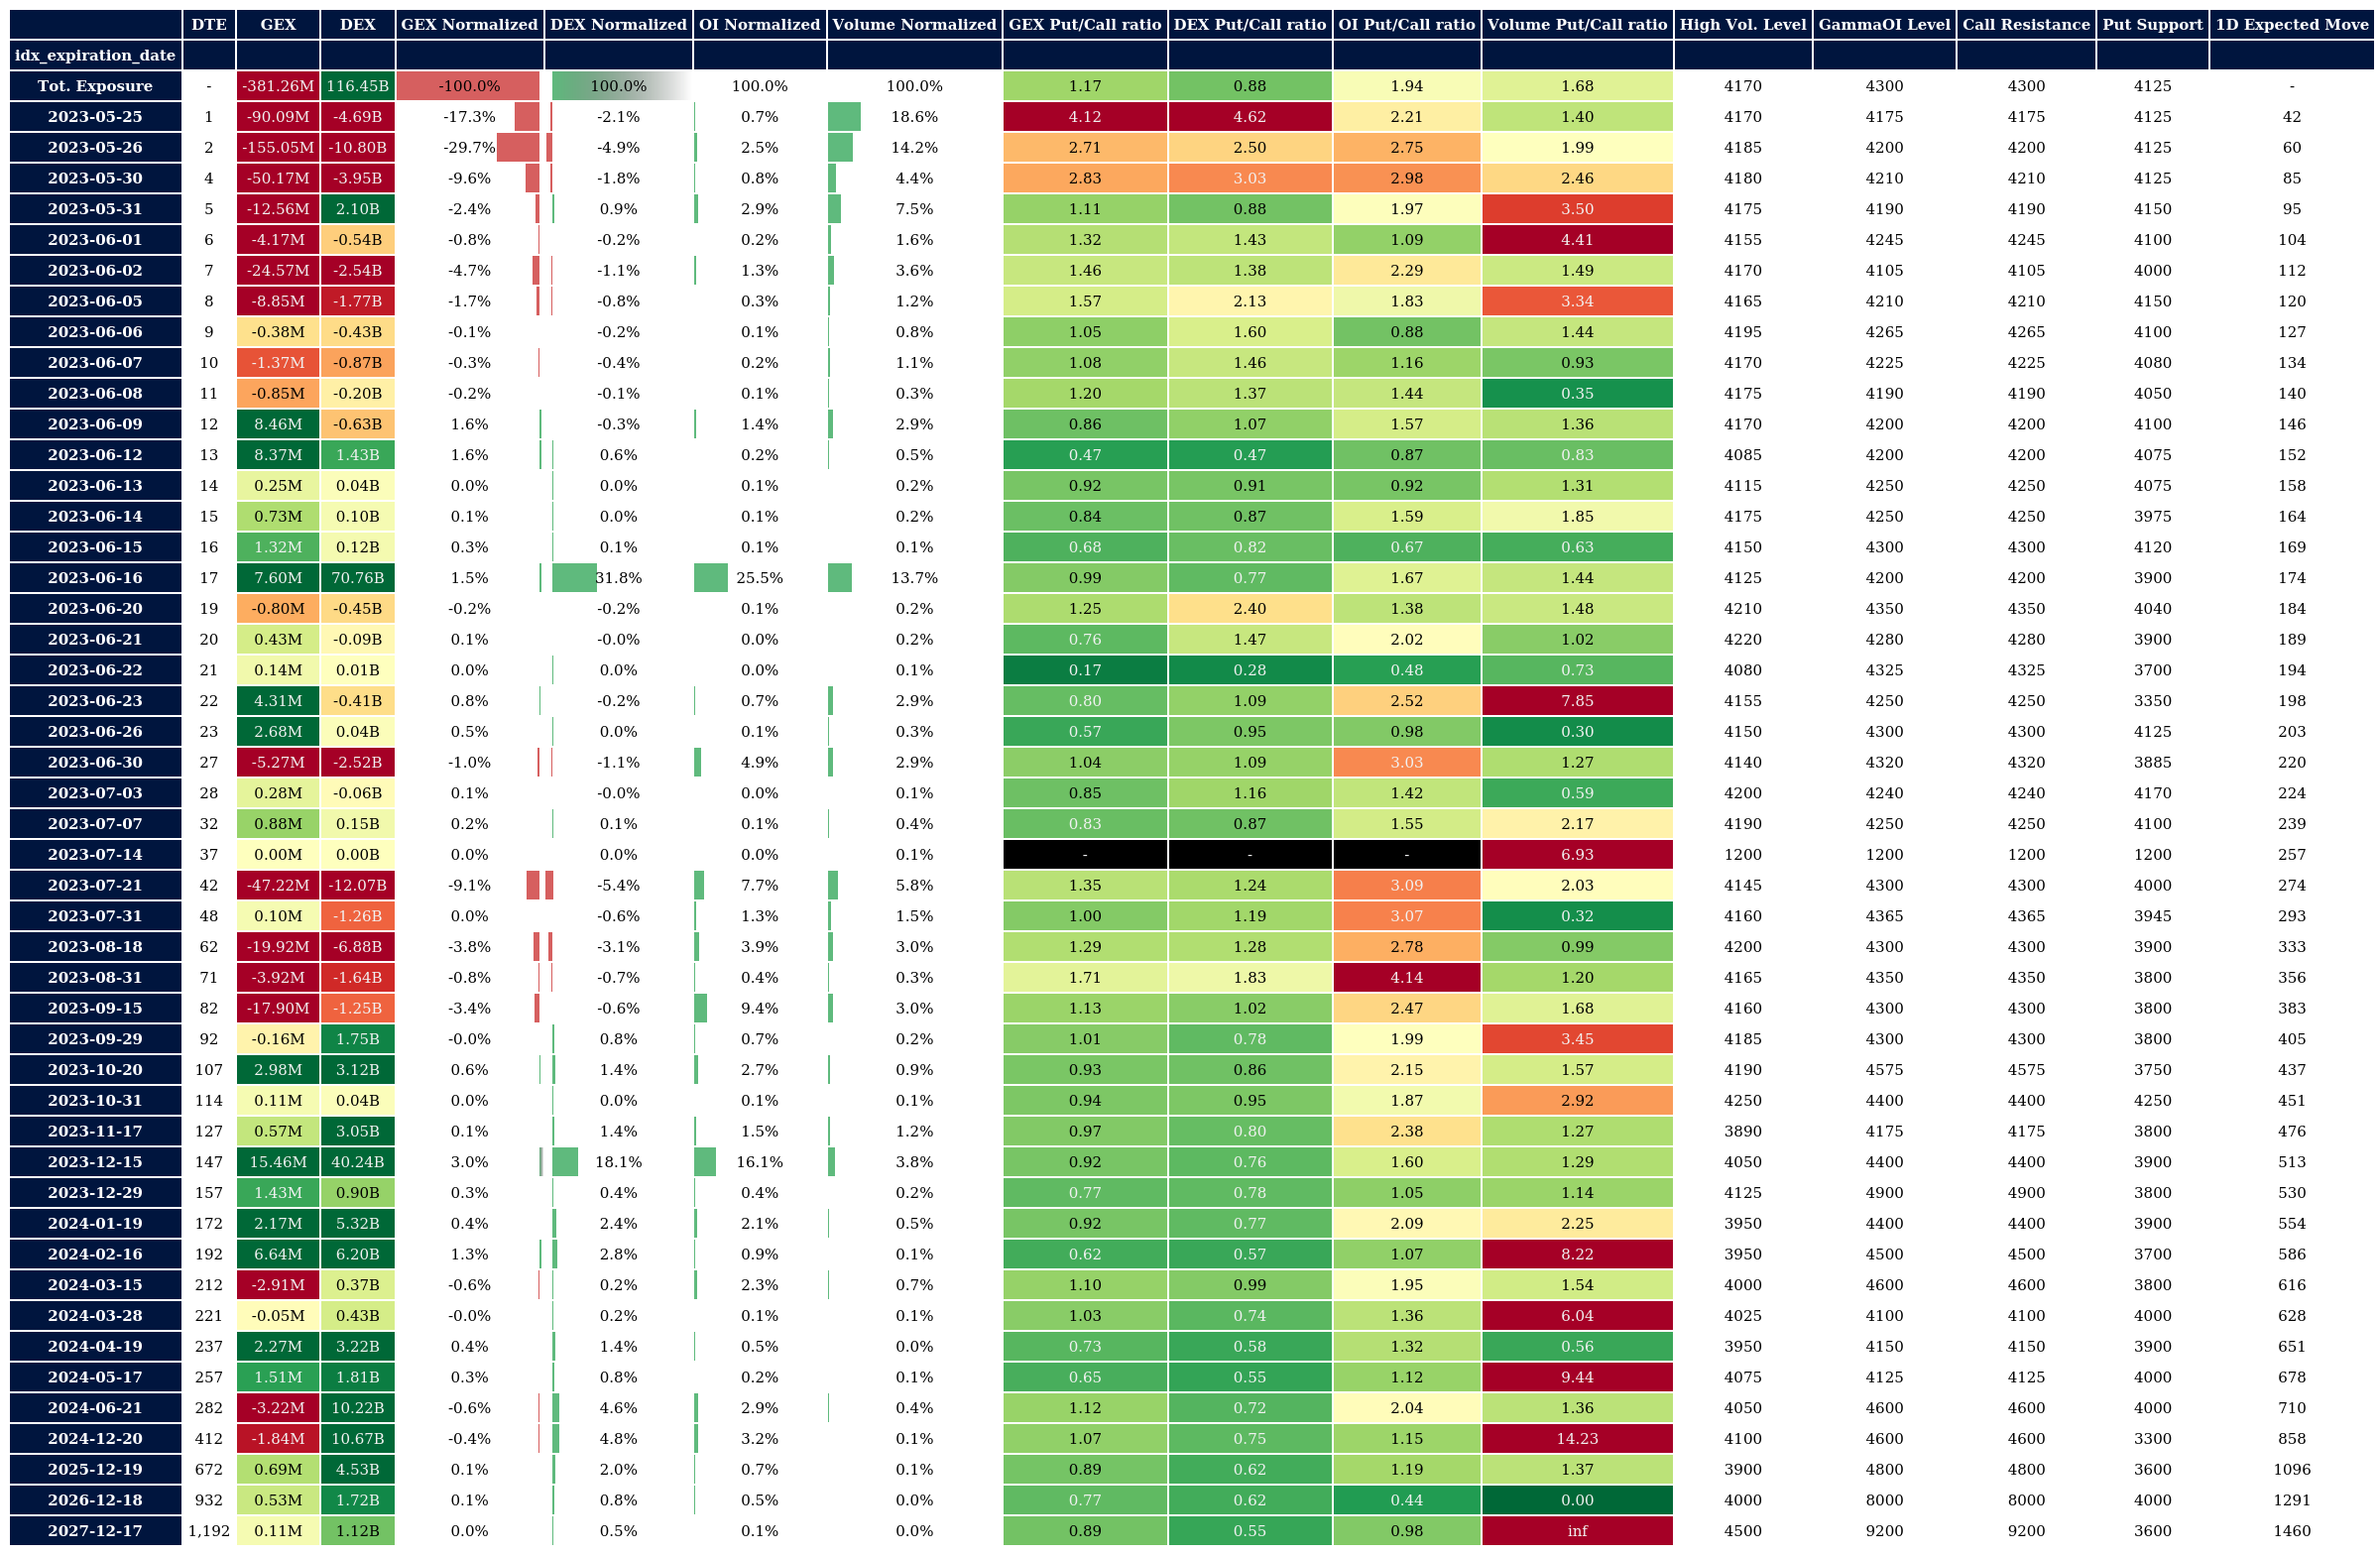 DTE GEX DEX GEX Normalized DEX Normalized OI Normalized Volume Normalized GEX Put/Call ratio DEX Put/Call ratio OI Put/Call ratio Volume Put/Call ratio High Vol. Level GammaOI Level Call Resistance Put Support 1D Expected Move
idx_expiration_date
Tot. Exposure - -381.26M 116.45B -100.0% 100.0% 100.0% 100.0% 1.17 0.88 1.94 1.68 4170 4300 4300 4125 -
2023-05-25 1 -90.09M -4.69B -17.3% -2.1% 0.7% 18.6% 4.12 4.62 2.21 1.40 4170 4175 4175 4125 42
2023-05-26 2 -155.05M -10.80B -29.7% -4.9% 2.5% 14.2% 2.71 2.50 2.75 1.99 4185 4200 4200 4125 60
2023-05-30 4 -50.17M -3.95B -9.6% -1.8% 0.8% 4.4% 2.83 3.03 2.98 2.46 4180 4210 4210 4125 85
2023-05-31 5 -12.56M 2.10B -2.4% 0.9% 2.9% 7.5% 1.11 0.88 1.97 3.50 4175 4190 4190 4150 95
2023-06-01 6 -4.17M -0.54B -0.8% -0.2% 0.2% 1.6% 1.32 1.43 1.09 4.41 4155 4245 4245 4100 104
2023-06-02 7 -24.57M -2.54B -4.7% -1.1% 1.3% 3.6% 1.46 1.38 2.29 1.49 4170 4105 4105 4000 112
2023-06-05 8 -8.85M -1.77B -1.7% -0.8% 0.3% 1.2% 1.57 2.13 1.83 3.34 4165 4210 4210 4150 120
2023-06-06 9 -0.38M -0.43B -0.1% -0.2% 0.1% 0.8% 1.05 1.60 0.88 1.44 4195 4265 4265 4100 127
2023-06-07 10 -1.37M -0.87B -0.3% -0.4% 0.2% 1.1% 1.08 1.46 1.16 0.93 4170 4225 4225 4080 134
2023-06-08 11 -0.85M -0.20B -0.2% -0.1% 0.1% 0.3% 1.20 1.37 1.44 0.35 4175 4190 4190 4050 140
2023-06-09 12 8.46M -0.63B 1.6% -0.3% 1.4% 2.9% 0.86 1.07 1.57 1.36 4170 4200 4200 4100 146
2023-06-12 13 8.37M 1.43B 1.6% 0.6% 0.2% 0.5% 0.47 0.47 0.87 0.83 4085 4200 4200 4075 152
2023-06-13 14 0.25M 0.04B 0.0% 0.0% 0.1% 0.2% 0.92 0.91 0.92 1.31 4115 4250 4250 4075 158
2023-06-14 15 0.73M 0.10B 0.1% 0.0% 0.1% 0.2% 0.84 0.87 1.59 1.85 4175 4250 4250 3975 164
2023-06-15 16 1.32M 0.12B 0.3% 0.1% 0.1% 0.1% 0.68 0.82 0.67 0.63 4150 4300 4300 4120 169
2023-06-16 17 7.60M 70.76B 1.5% 31.8% 25.5% 13.7% 0.99 0.77 1.67 1.44 4125 4200 4200 3900 174
2023-06-20 19 -0.80M -0.45B -0.2% -0.2% 0.1% 0.2% 1.25 2.40 1.38 1.48 4210 4350 4350 4040 184
2023-06-21 20 0.43M -0.09B 0.1% -0.0% 0.0% 0.2% 0.76 1.47 2.02 1.02 4220 4280 4280 3900 189
2023-06-22 21 0.14M 0.01B 0.0% 0.0% 0.0% 0.1% 0.17 0.28 0.48 0.73 4080 4325 4325 3700 194
2023-06-23 22 4.31M -0.41B 0.8% -0.2% 0.7% 2.9% 0.80 1.09 2.52 7.85 4155 4250 4250 3350 198
2023-06-26 23 2.68M 0.04B 0.5% 0.0% 0.1% 0.3% 0.57 0.95 0.98 0.30 4150 4300 4300 4125 203
2023-06-30 27 -5.27M -2.52B -1.0% -1.1% 4.9% 2.9% 1.04 1.09 3.03 1.27 4140 4320 4320 3885 220
2023-07-03 28 0.28M -0.06B 0.1% -0.0% 0.0% 0.1% 0.85 1.16 1.42 0.59 4200 4240 4240 4170 224
2023-07-07 32 0.88M 0.15B 0.2% 0.1% 0.1% 0.4% 0.83 0.87 1.55 2.17 4190 4250 4250 4100 239
2023-07-14 37 0.00M 0.00B 0.0% 0.0% 0.0% 0.1% - - - 6.93 1200 1200 1200 1200 257
2023-07-21 42 -47.22M -12.07B -9.1% -5.4% 7.7% 5.8% 1.35 1.24 3.09 2.03 4145 4300 4300 4000 274
2023-07-31 48 0.10M -1.26B 0.0% -0.6% 1.3% 1.5% 1.00 1.19 3.07 0.32 4160 4365 4365 3945 293
2023-08-18 62 -19.92M -6.88B -3.8% -3.1% 3.9% 3.0% 1.29 1.28 2.78 0.99 4200 4300 4300 3900 333
2023-08-31 71 -3.92M -1.64B -0.8% -0.7% 0.4% 0.3% 1.71 1.83 4.14 1.20 4165 4350 4350 3800 356
2023-09-15 82 -17.90M -1.25B -3.4% -0.6% 9.4% 3.0% 1.13 1.02 2.47 1.68 4160 4300 4300 3800 383
2023-09-29 92 -0.16M 1.75B -0.0% 0.8% 0.7% 0.2% 1.01 0.78 1.99 3.45 4185 4300 4300 3800 405
2023-10-20 107 2.98M 3.12B 0.6% 1.4% 2.7% 0.9% 0.93 0.86 2.15 1.57 4190 4575 4575 3750 437
2023-10-31 114 0.11M 0.04B 0.0% 0.0% 0.1% 0.1% 0.94 0.95 1.87 2.92 4250 4400 4400 4250 451
2023-11-17 127 0.57M 3.05B 0.1% 1.4% 1.5% 1.2% 0.97 0.80 2.38 1.27 3890 4175 4175 3800 476
2023-12-15 147 15.46M 40.24B 3.0% 18.1% 16.1% 3.8% 0.92 0.76 1.60 1.29 4050 4400 4400 3900 513
2023-12-29 157 1.43M 0.90B 0.3% 0.4% 0.4% 0.2% 0.77 0.78 1.05 1.14 4125 4900 4900 3800 530
2024-01-19 172 2.17M 5.32B 0.4% 2.4% 2.1% 0.5% 0.92 0.77 2.09 2.25 3950 4400 4400 3900 554
2024-02-16 192 6.64M 6.20B 1.3% 2.8% 0.9% 0.1% 0.62 0.57 1.07 8.22 3950 4500 4500 3700 586
2024-03-15 212 -2.91M 0.37B -0.6% 0.2% 2.3% 0.7% 1.10 0.99 1.95 1.54 4000 4600 4600 3800 616
2024-03-28 221 -0.05M 0.43B -0.0% 0.2% 0.1% 0.1% 1.03 0.74 1.36 6.04 4025 4100 4100 4000 628
2024-04-19 237 2.27M 3.22B 0.4% 1.4% 0.5% 0.0% 0.73 0.58 1.32 0.56 3950 4150 4150 3900 651
2024-05-17 257 1.51M 1.81B 0.3% 0.8% 0.2% 0.1% 0.65 0.55 1.12 9.44 4075 4125 4125 4000 678
2024-06-21 282 -3.22M 10.22B -0.6% 4.6% 2.9% 0.4% 1.12 0.72 2.04 1.36 4050 4600 4600 4000 710
2024-12-20 412 -1.84M 10.67B -0.4% 4.8% 3.2% 0.1% 1.07 0.75 1.15 14.23 4100 4600 4600 3300 858
2025-12-19 672 0.69M 4.53B 0.1% 2.0% 0.7% 0.1% 0.89 0.62 1.19 1.37 3900 4800 4800 3600 1096
2026-12-18 932 0.53M 1.72B 0.1% 0.8% 0.5% 0.0% 0.77 0.62 0.44 0.00 4000 8000 8000 4000 1291
2027-12-17 1,192 0.11M 1.12B 0.0% 0.5% 0.1% 0.0% 0.89 0.55 0.98 inf 4500 9200 9200 3600 1460